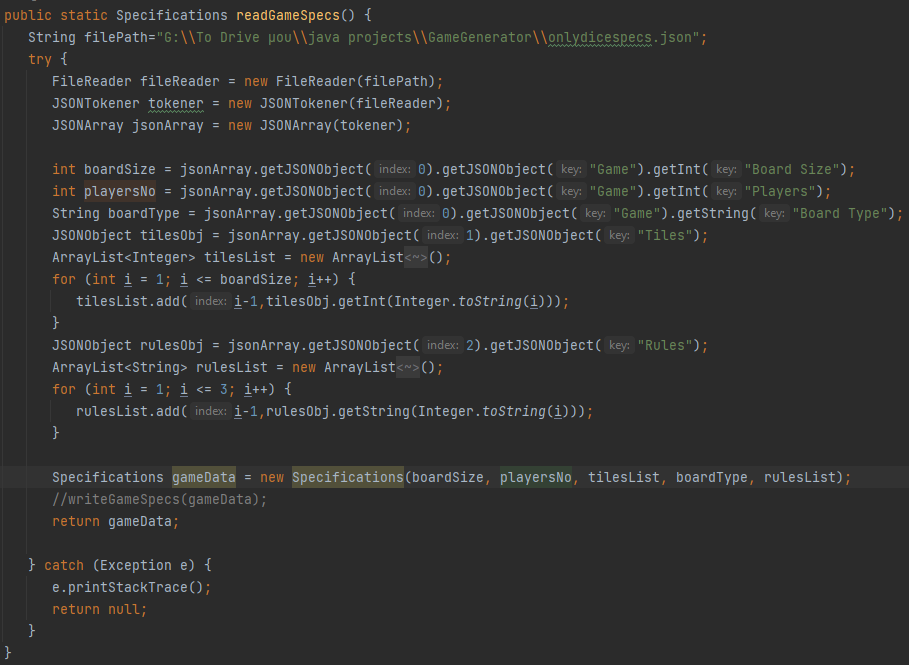 public static Specifications readGameSpecs() {
String filePath="G:\\To Drive μου\\java projects\\GameGenerator\\onlydicespecs.json";
try {
FileReader fileReader = new FileReader(filePath);
JSONTokener tokener = new JSONTokener(fileReader);
JSONArray jsonArray = new JSONArray(tokener);
int boardSize = jsonArray.getJSONObject( index: 0).getJSONObject( key: "Game").getInt( key: "Board Size");
int playersNo = jsonArray.getJSONObject( index: 0).getJSONObject( key: "Game").getInt( key: "Players");
String boardType = jsonArray.getJSONObject( index: 0).getJSONObject( key: "Game").getString( key: "Board Type");
JSONObject tilesObj = jsonArray.getJSONObject( index: 1).getJSONObject( key: "Tiles");
ArrayList<Integer> tilesList = new ArrayList<~>();
for (int i = 1; i <= boardSize; i++) {
tilesList.add( index: i-1,tilesObj.getInt(Integer.toString(i)));
}
JSONObject rulesObj = jsonArray.getJSONObject( index: 2).getJSONObject( key: "Rules");
ArrayList<String> rulesList = new ArrayList<~>();
for (int i = 1; i <= 3; i++) {
rulesList.add( index: i-1,rulesObj.getString(Integer.toString(i)));
}
Specifications gameData = new Specifications(boardSize, playersNo, tilesList, boardType, rulesList);
//writeGameSpecs(gameData);
return gameData;
} catch (Exception e) {
e.printStackTrace();
return null;
}
}